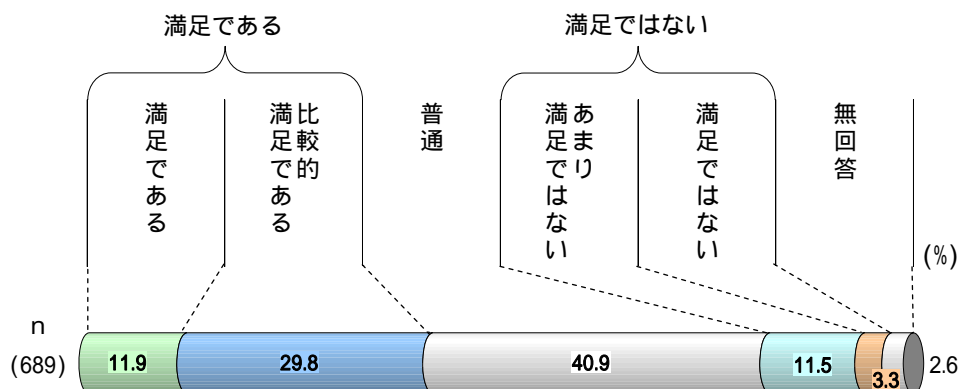 満足である
満足ではない
満足である
比較的
満足である
普通
あまり
満足ではない
満足ではない
無回答
(%)
n
(689)
11.9
29.8
40.9
11.5
3.3
2.6